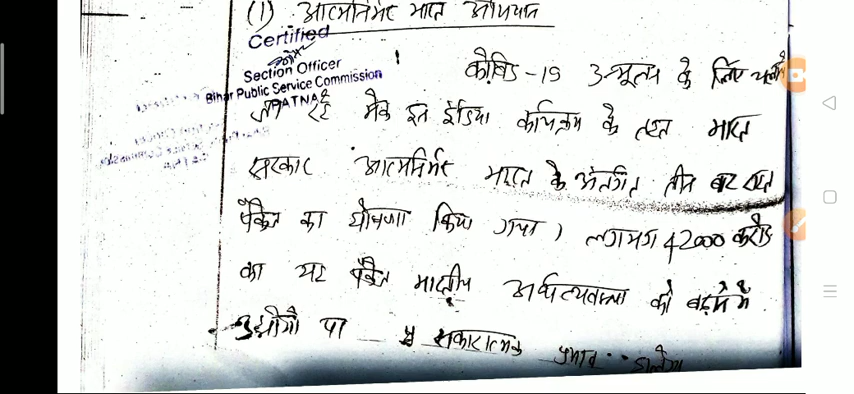 (1) आत्मनिर्भर भारत अभियान
Certified
Section Officer
Bihar Public Service Commission
PATNA
कोविड-19 उन्मूलन के लिए चलाये
जा रहे मेक इन इंडिया कार्यक्रम के तहत भारत
सरकार आत्मनिर्भर भारत के अंतर्गत तीन बार राहत
पैकेज का घोषणा किया गया। लगभग 42000 करोड़
का यह पैकेज भारतीय अर्थव्यवस्था को बढ़ाने में
उद्योगों पर सकारात्मक प्रभाव डालेगा